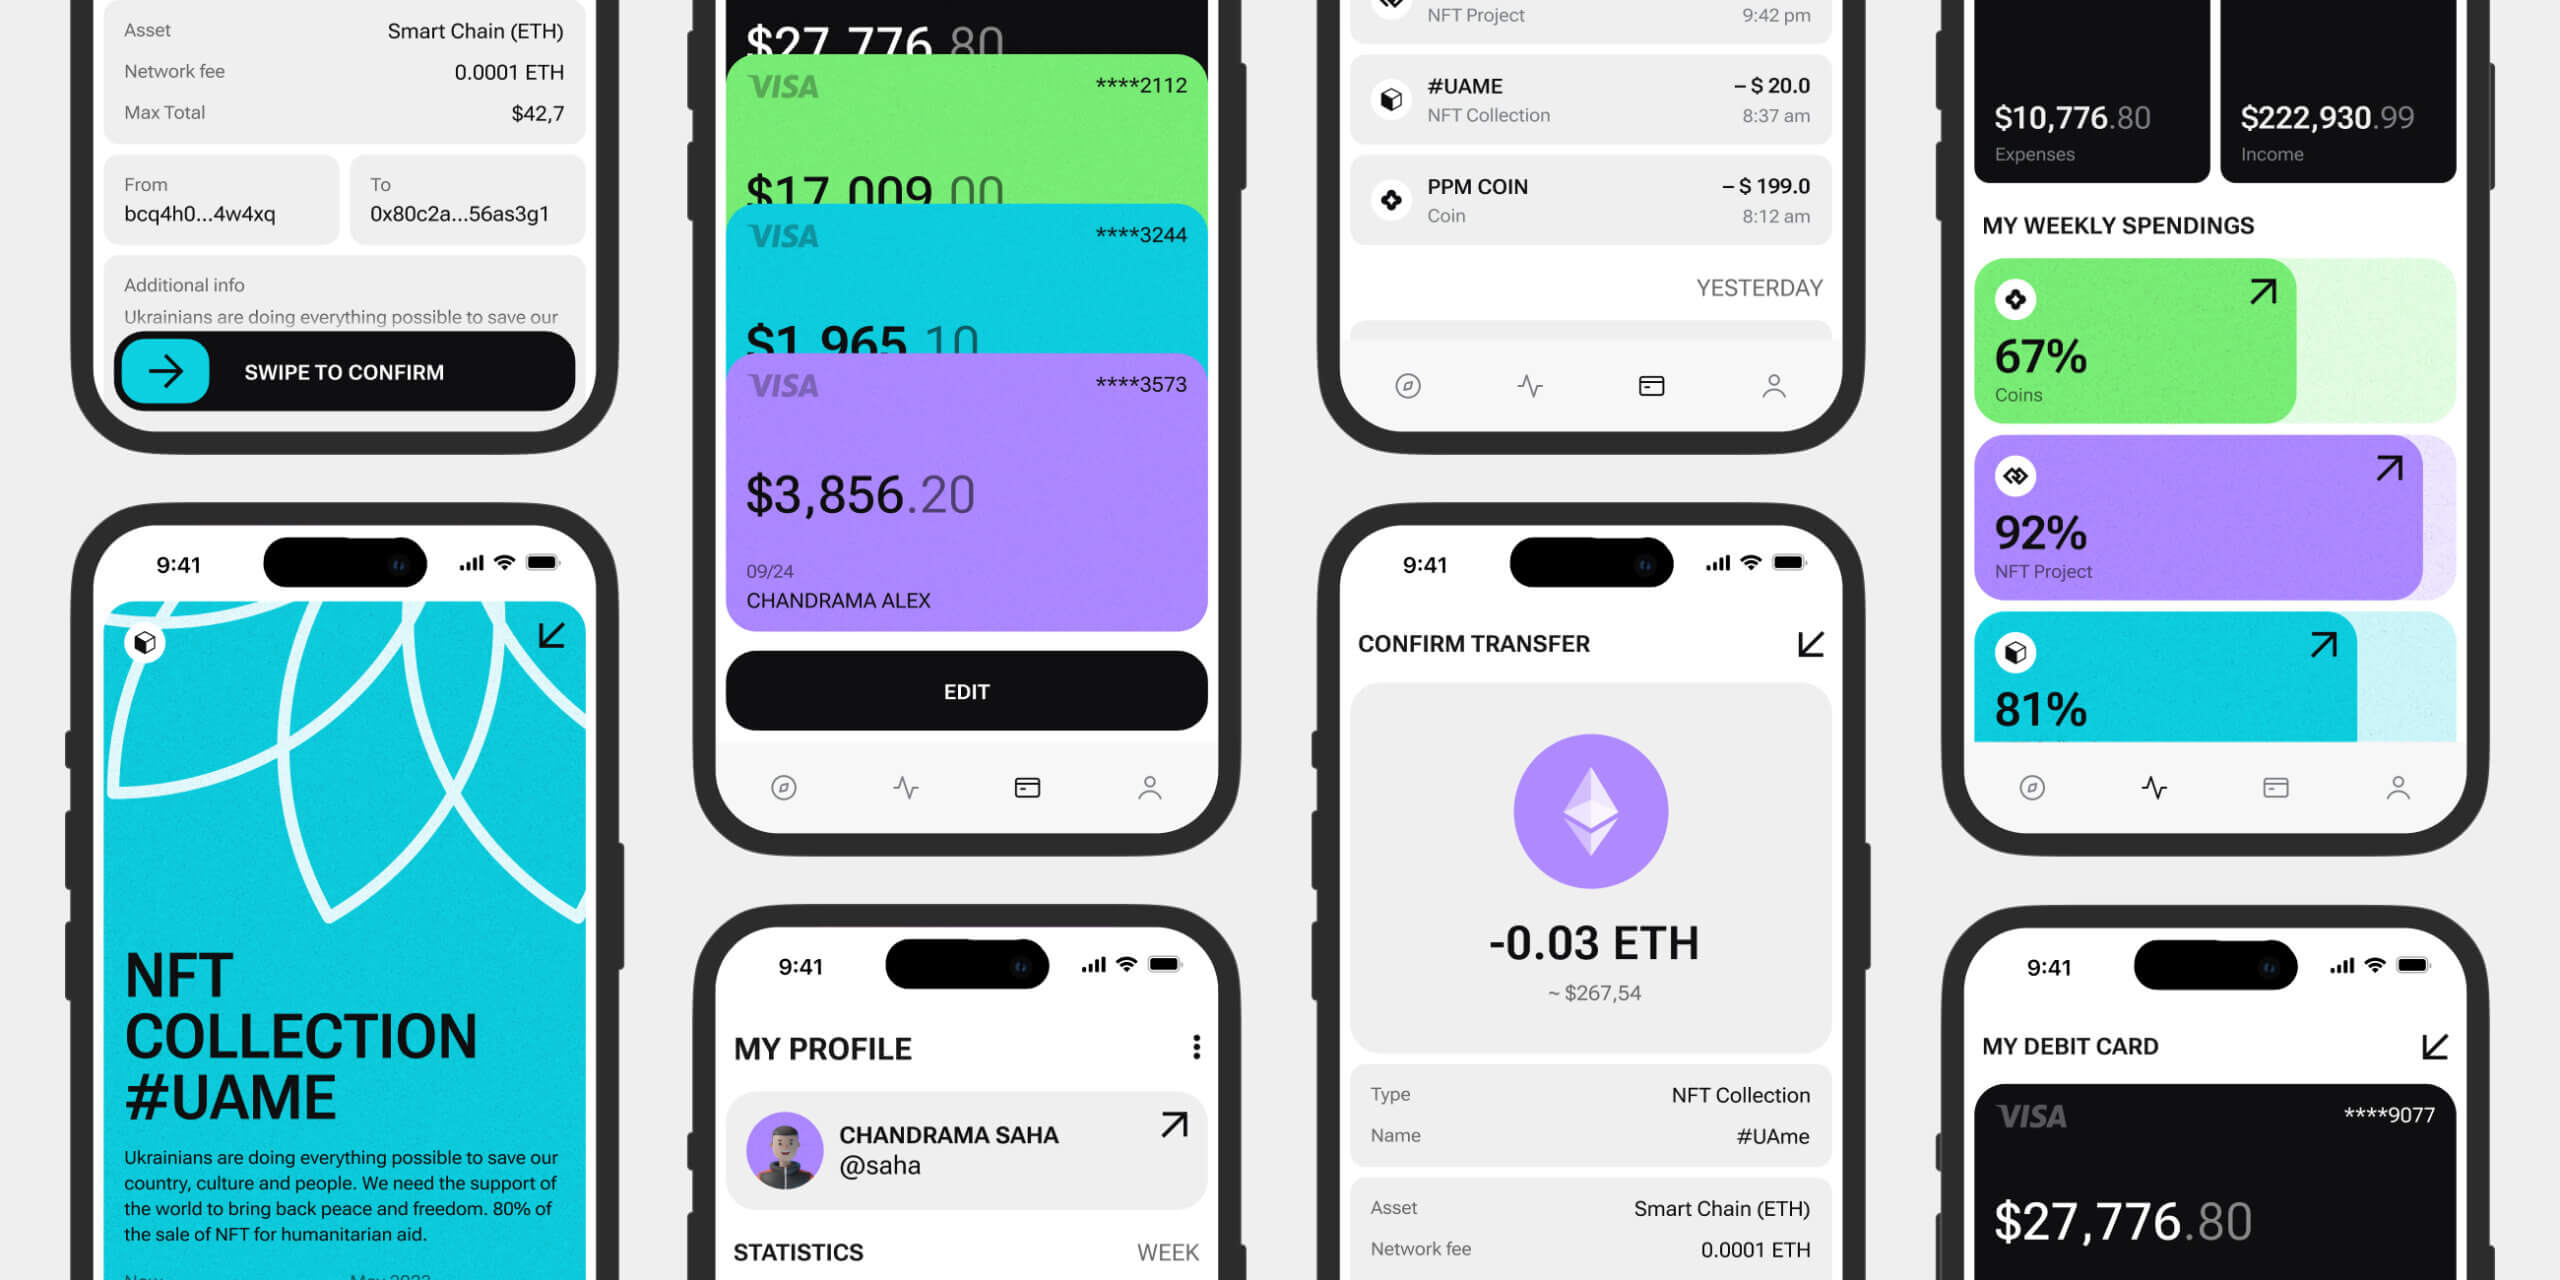 Asset Smart Chain (ETH)
Network fee 0.0001 ETH
Max Total $42,7
From
bcq4h0...4w4xq
To
0x80c2a...56as3g1
Additional info
Ukrainians are doing everything possible to save our
SWIPE TO CONFIRM
9:41
NFT
COLLECTION
#UAME
Ukrainians are doing everything possible to save our
country, culture and people. We need the support of
the world to bring back peace and freedom. 80% of
the sale of NFT for humanitarian aid.
May 2023
$27,776.80
VISA ****2112
$17,009.00
VISA ****3244
$1,965.10
VISA ****3573
$3,856.20
09/24
CHANDRAMA ALEX
EDIT
9:41
MY PROFILE
CHANDRAMA SAHA
@saha
STATISTICS WEEK
NFT Project 9:42 pm
#UAME – $ 20.0
NFT Collection 8:37 am
PPM COIN – $ 199.0
Coin 8:12 am
YESTERDAY
9:41
CONFIRM TRANSFER
-0.03 ETH
~ $267,54
Type NFT Collection
Name #UAme
Asset Smart Chain (ETH)
Network fee 0.0001 ETH
$10,776.80
Expenses
$222,930.99
Income
MY WEEKLY SPENDINGS
67%
Coins
92%
NFT Project
81%
9:41
MY DEBIT CARD
VISA ****9077
$27,776.80